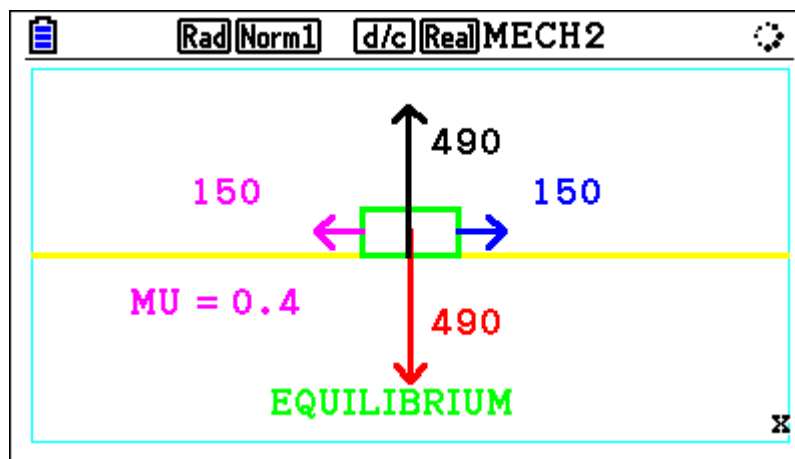 Rad Norm1 d/c Real MECH2
490
150 150
MU = 0.4
490
EQUILIBRIUM
x